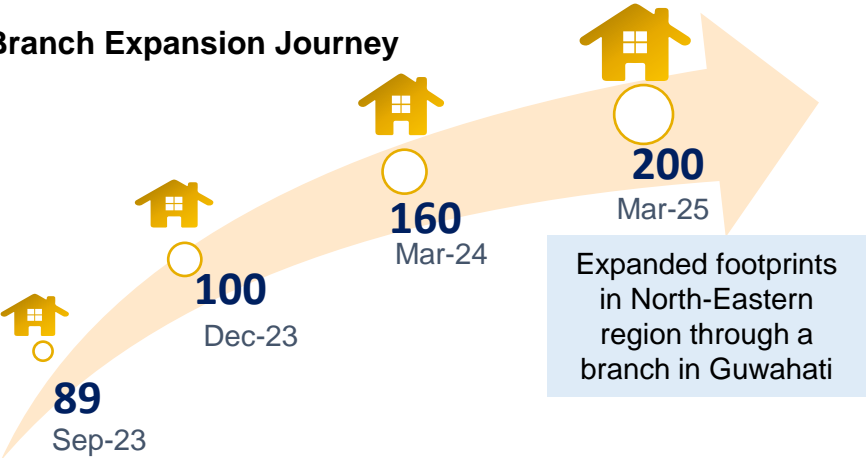 Branch Expansion Journey
200
Mar-25
160
Mar-24
100
Dec-23
89
Sep-23
Expanded footprints
in North-Eastern
region through a
branch in Guwahati